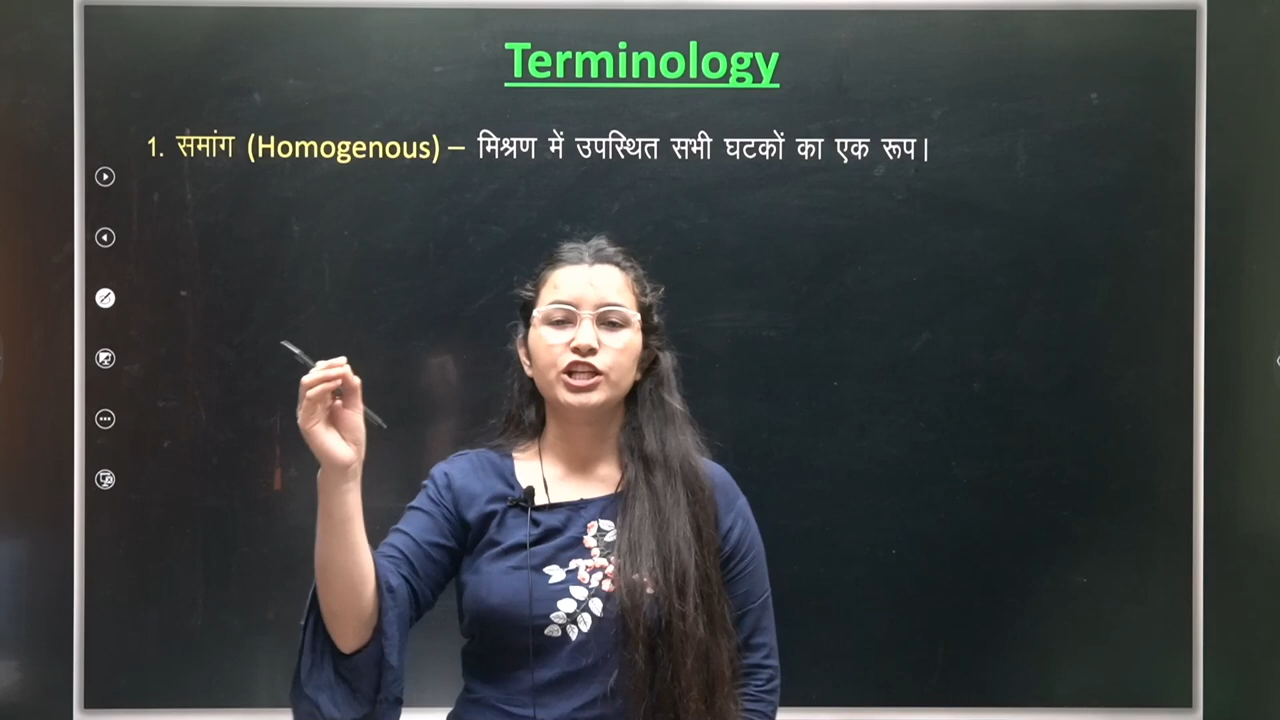 Terminology
1. समांग (Homogenous) – मिश्रण में उपस्थित सभी घटकों का एक रूप।